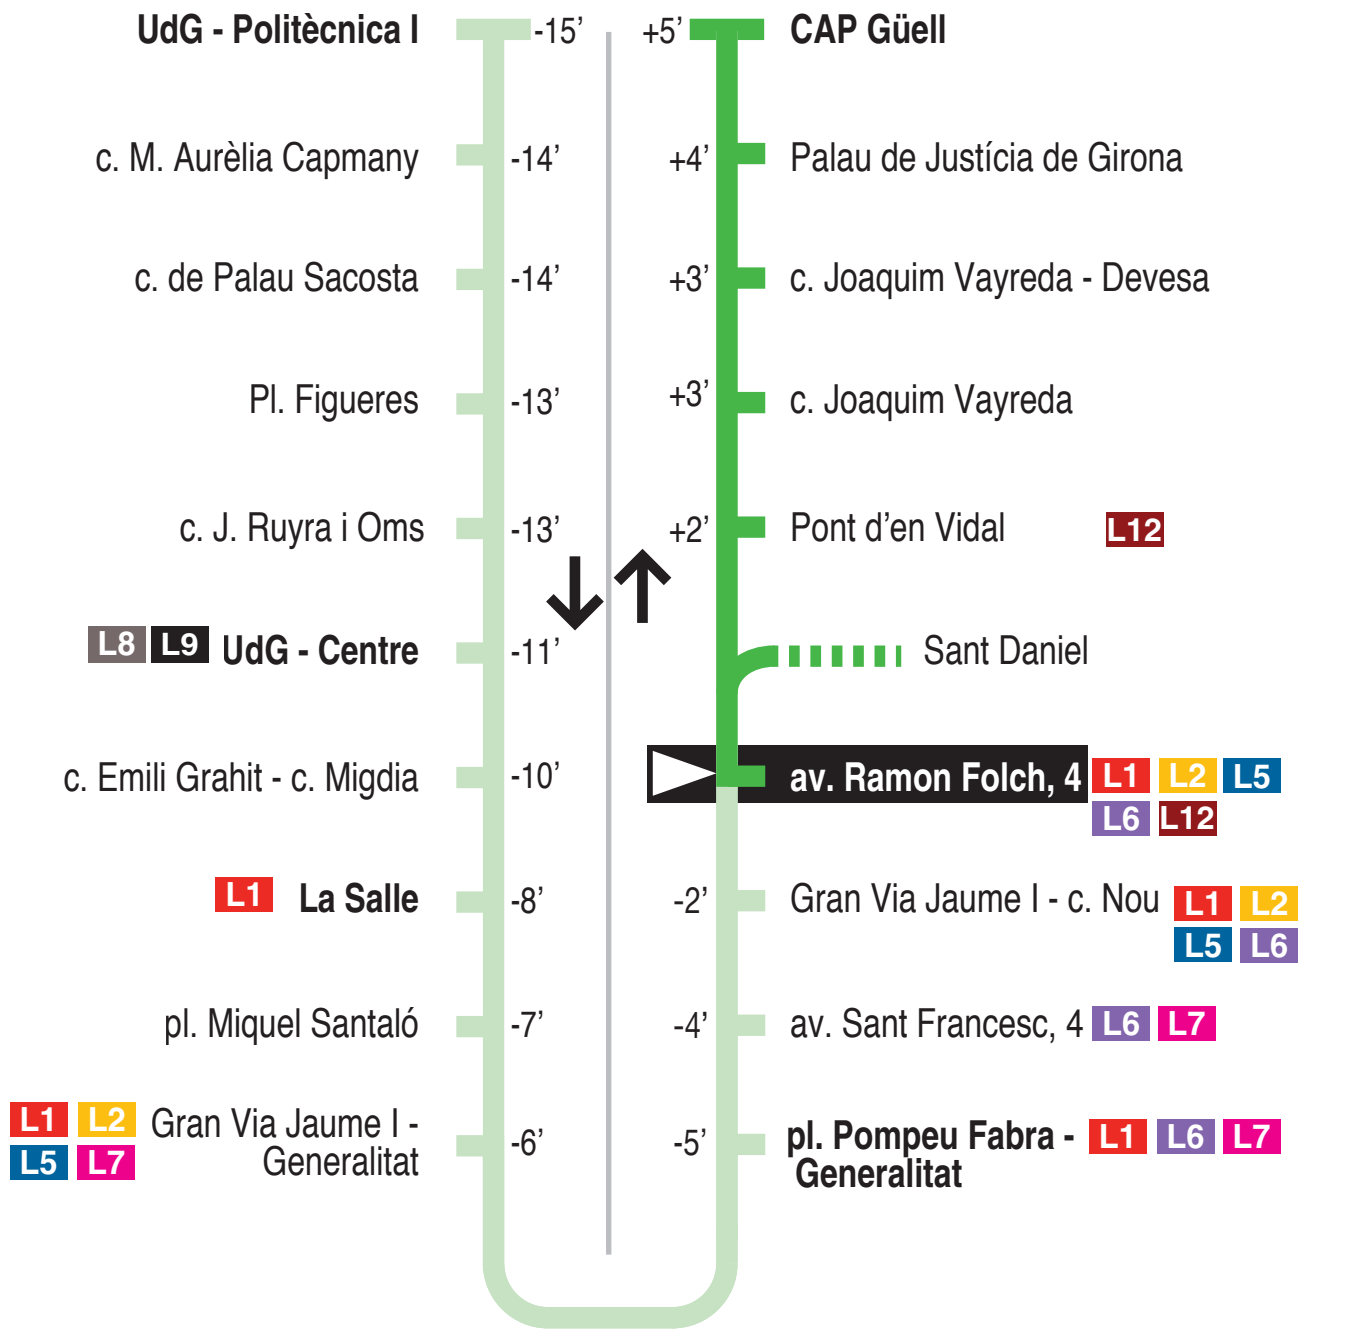 UdG - Politècnica I -15’ +5’ CAP Güell
c. M. Aurèlia Capmany -14’ +4’ Palau de Justícia de Girona
c. de Palau Sacosta -14’ +3’ c. Joaquim Vayreda - Devesa
Pl. Figueres -13’ +3’ c. Joaquim Vayreda
c. J. Ruyra i Oms -13’ +2’ Pont d’en Vidal L12
L8 L9 UdG - Centre -11’ Sant Daniel
c. Emili Grahit - c. Migdia -10’ av. Ramon Folch, 4 L1 L2 L5
L6 L12
L1 La Salle -8’ -2’ Gran Via Jaume I - c. Nou L1 L2
L5 L6
pl. Miquel Santaló -7’ -4’ av. Sant Francesc, 4 L6 L7
L1 L2 Gran Via Jaume I - -6’ -5’ pl. Pompeu Fabra - L1 L6 L7
L5 L7 Generalitat Generalitat